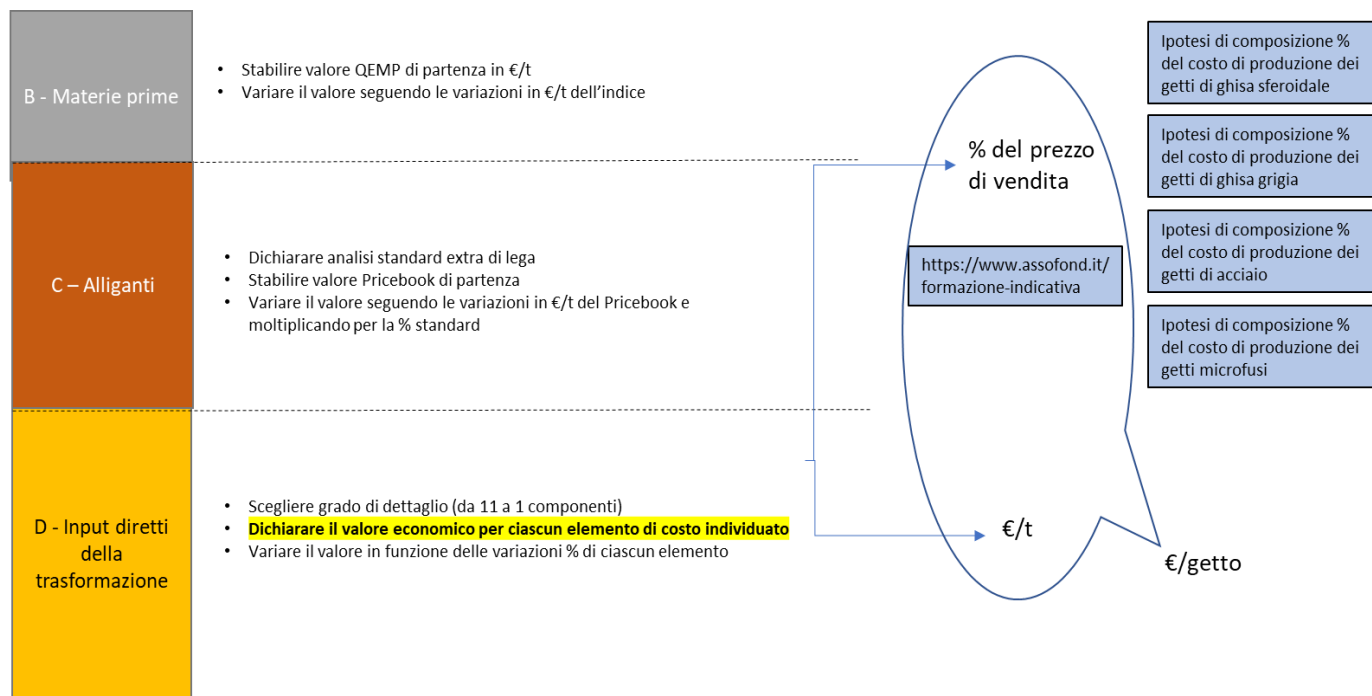 B - Materie prime
• Stabilire valore QEMP di partenza in €/t
• Variare il valore seguendo le variazioni in €/t dell’indice
C – Alliganti
• Dichiarare analisi standard extra di lega
• Stabilire valore Pricebook di partenza
• Variare il valore seguendo le variazioni in €/t del Pricebook e
moltiplicando per la % standard
D - Input diretti
della
trasformazione
• Scegliere grado di dettaglio (da 11 a 1 componenti)
• Dichiarare il valore economico per ciascun elemento di costo individuato
• Variare il valore in funzione delle variazioni % di ciascun elemento
% del prezzo
di vendita
https://www.assofond.it/
formazione-indicativa
€/t
€/getto
Ipotesi di composizione %
del costo di produzione dei
getti di ghisa sferoidale
Ipotesi di composizione %
del costo di produzione dei
getti di ghisa grigia
Ipotesi di composizione %
del costo di produzione dei
getti di acciaio
Ipotesi di composizione %
del costo di produzione dei
getti microfusi